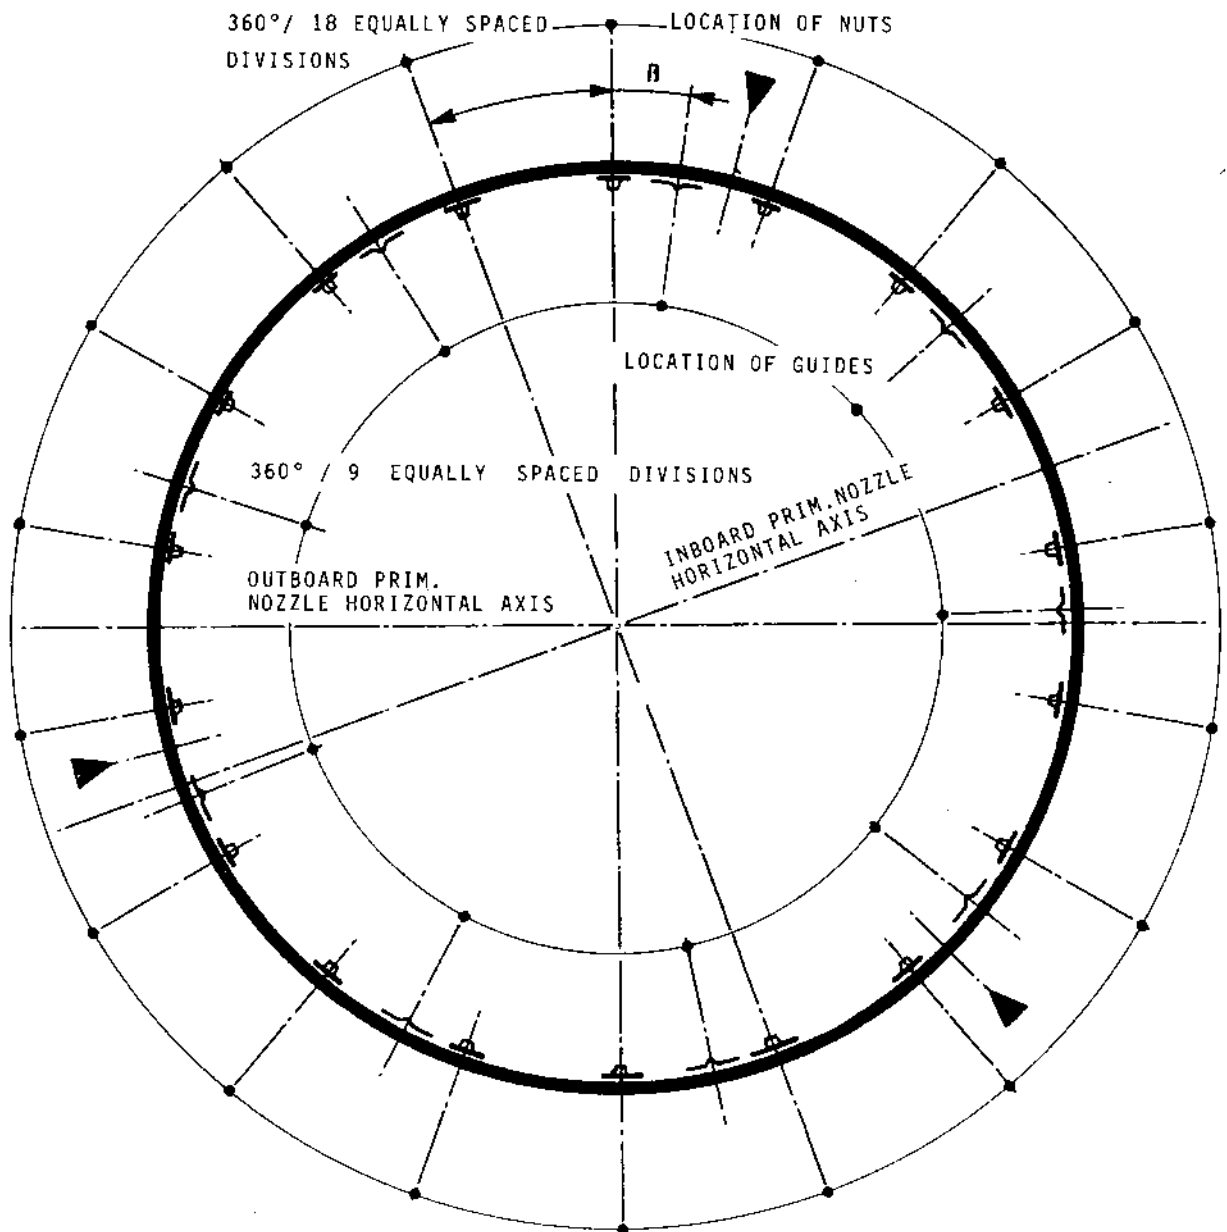 360°/ 18 EQUALLY SPACED
DIVISIONS
LOCATION OF NUTS
β
LOCATION OF GUIDES
360° / 9 EQUALLY SPACED DIVISIONS
INBOARD PRIM.NOZZLE
HORIZONTAL AXIS
OUTBOARD PRIM.
NOZZLE HORIZONTAL AXIS